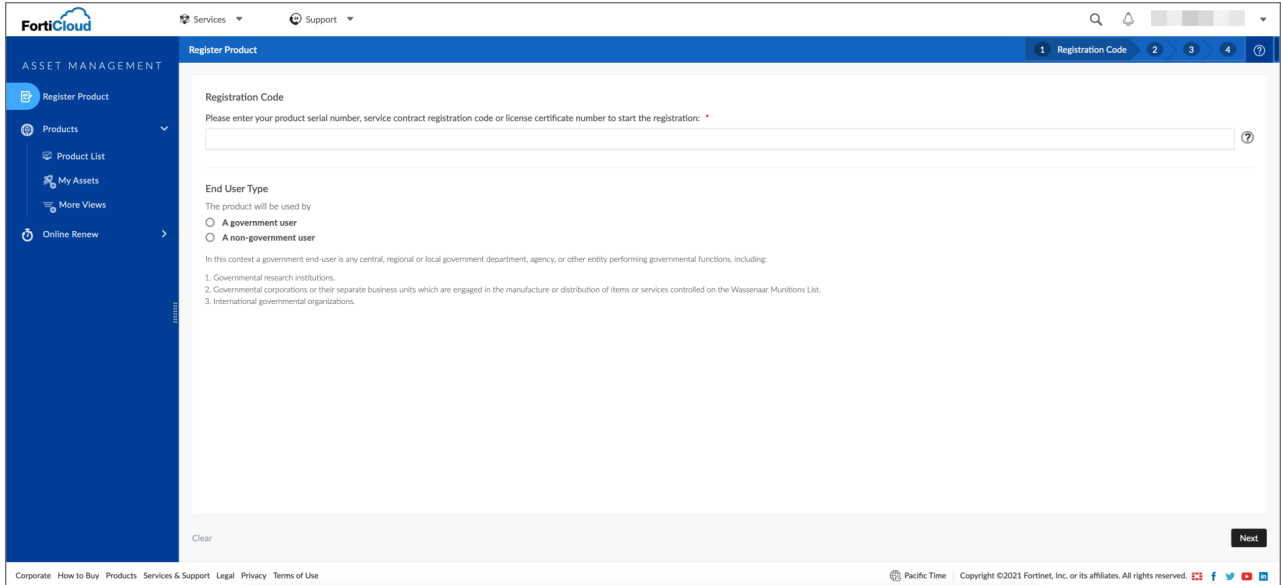 FortiCloud
Services
Support
ASSET MANAGEMENT
Register Product
Products
Product List
My Assets
More Views
Online Renew
Register Product
1 Registration Code 2 3 4
Registration Code
Please enter your product serial number, service contract registration code or license certificate number to start the registration: *
End User Type
The product will be used by
A government user
A non-government user
In this context a government end-user is any central, regional or local government department, agency, or other entity performing governmental functions, including:
1. Governmental research institutions.
2. Governmental corporations or their separate business units which are engaged in the manufacture or distribution of items or services controlled on the Wassenaar Munitions List.
3. International governmental organizations.
Clear
Next
Corporate How to Buy Products Services & Support Legal Privacy Terms of Use
Pacific Time Copyright ©2021 Fortinet, Inc. or its affiliates. All rights reserved.